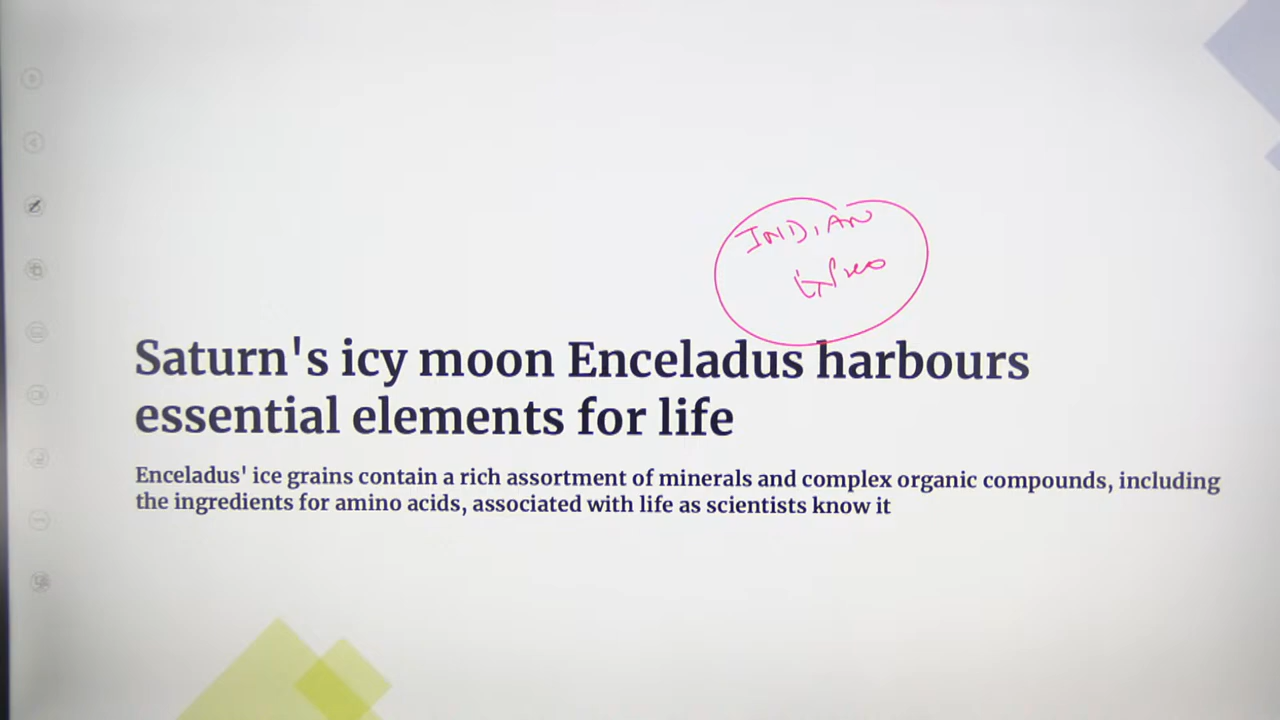 INDIAN
Saturn's icy moon Enceladus harbours
essential elements for life
Enceladus' ice grains contain a rich assortment of minerals and complex organic compounds, including
the ingredients for amino acids, associated with life as scientists know it